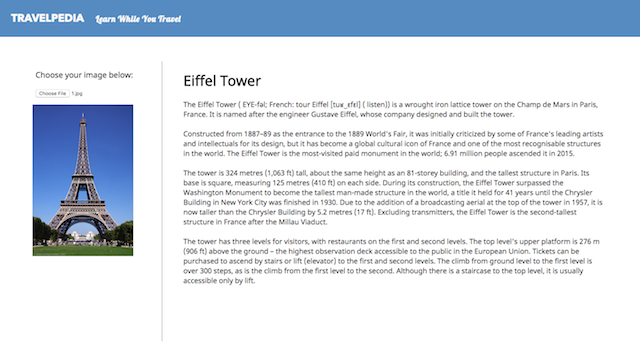 TRAVELPEDIA Learn While You Travel
Choose your image below:
Choose File 1.jpg
Eiffel Tower
The Eiffel Tower ( EYE-fəl; French: tour Eiffel [tuʁ‿ɛfɛl] ( listen)) is a wrought iron lattice tower on the Champ de Mars in Paris,
France. It is named after the engineer Gustave Eiffel, whose company designed and built the tower.
Constructed from 1887–89 as the entrance to the 1889 World's Fair, it was initially criticized by some of France's leading artists
and intellectuals for its design, but it has become a global cultural icon of France and one of the most recognisable structures
in the world. The Eiffel Tower is the most-visited paid monument in the world; 6.91 million people ascended it in 2015.
The tower is 324 metres (1,063 ft) tall, about the same height as an 81-storey building, and the tallest structure in Paris. Its
base is square, measuring 125 metres (410 ft) on each side. During its construction, the Eiffel Tower surpassed the
Washington Monument to become the tallest man-made structure in the world, a title it held for 41 years until the Chrysler
Building in New York City was finished in 1930. Due to the addition of a broadcasting aerial at the top of the tower in 1957, it is
now taller than the Chrysler Building by 5.2 metres (17 ft). Excluding transmitters, the Eiffel Tower is the second-tallest
structure in France after the Millau Viaduct.
The tower has three levels for visitors, with restaurants on the first and second levels. The top level's upper platform is 276 m
(906 ft) above the ground – the highest observation deck accessible to the public in the European Union. Tickets can be
purchased to ascend by stairs or lift (elevator) to the first and second levels. The climb from ground level to the first level is
over 300 steps, as is the climb from the first level to the second. Although there is a staircase to the top level, it is usually
accessible only by lift.